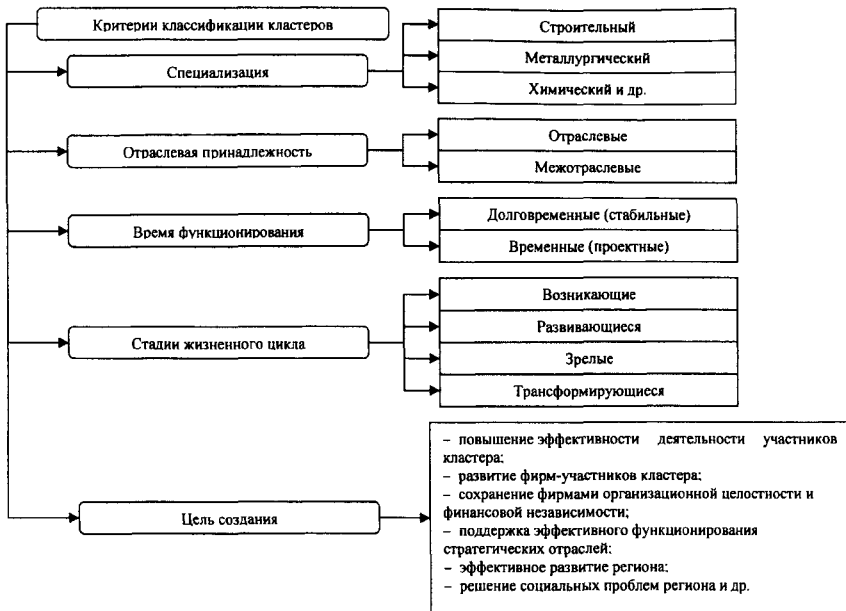 Критерии классификации кластеров
Специализация
Строительный
Металлургический
Химический и др.
Отраслевая принадлежность
Отраслевые
Межотраслевые
Время функционирования
Долговременные (стабильные)
Временные (проектные)
Стадии жизненного цикла
Возникающие
Развивающиеся
Зрелые
Трансформирующиеся
Цель создания
– повышение эффективности деятельности участников
кластера;
– развитие фирм-участников кластера;
– сохранение фирмами организационной целостности и
финансовой независимости;
– поддержка эффективного функционирования
стратегических отраслей;
– эффективное развитие региона;
– решение социальных проблем региона и др.